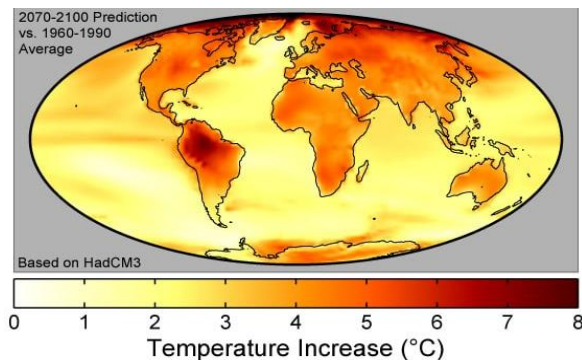 2070-2100 Prediction
vs. 1960-1990
Average
Based on HadCM3
0 1 2 3 4 5 6 7 8
Temperature Increase (°C)